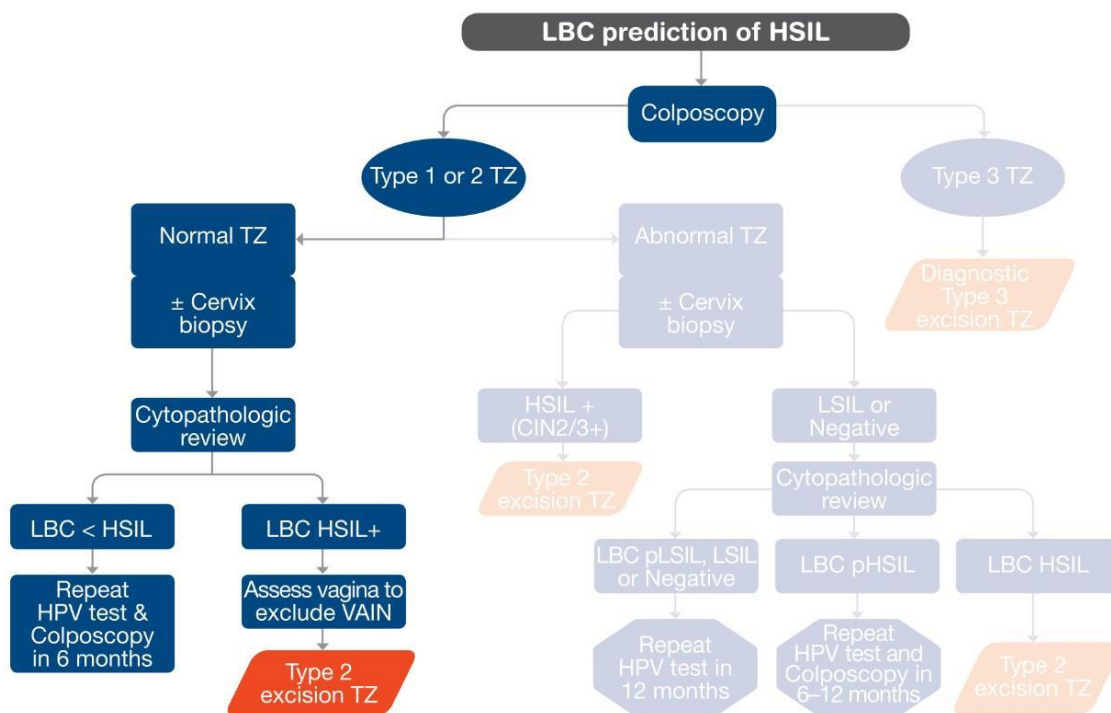 LBC prediction of HSIL
Colposcopy
Type 1 or 2 TZ
Type 3 TZ
Normal TZ
Abnormal TZ
Diagnostic
Type 3
excision TZ
± Cervix
biopsy
± Cervix
biopsy
Cytopathologic
review
HSIL +
(CIN2/3+)
LSIL or
Negative
Type 2
excision TZ
Cytopathologic
review
LBC < HSIL
LBC HSIL+
LBC pLSIL, LSIL
or Negative
LBC pHSIL
LBC HSIL
Repeat
HPV test &
Colposcopy
in 6 months
Assess vagina to
exclude VAIN
Type 2
excision TZ
Repeat
HPV test in
12 months
Repeat
HPV test and
Colposcopy in
6–12 months
Type 2
excision TZ